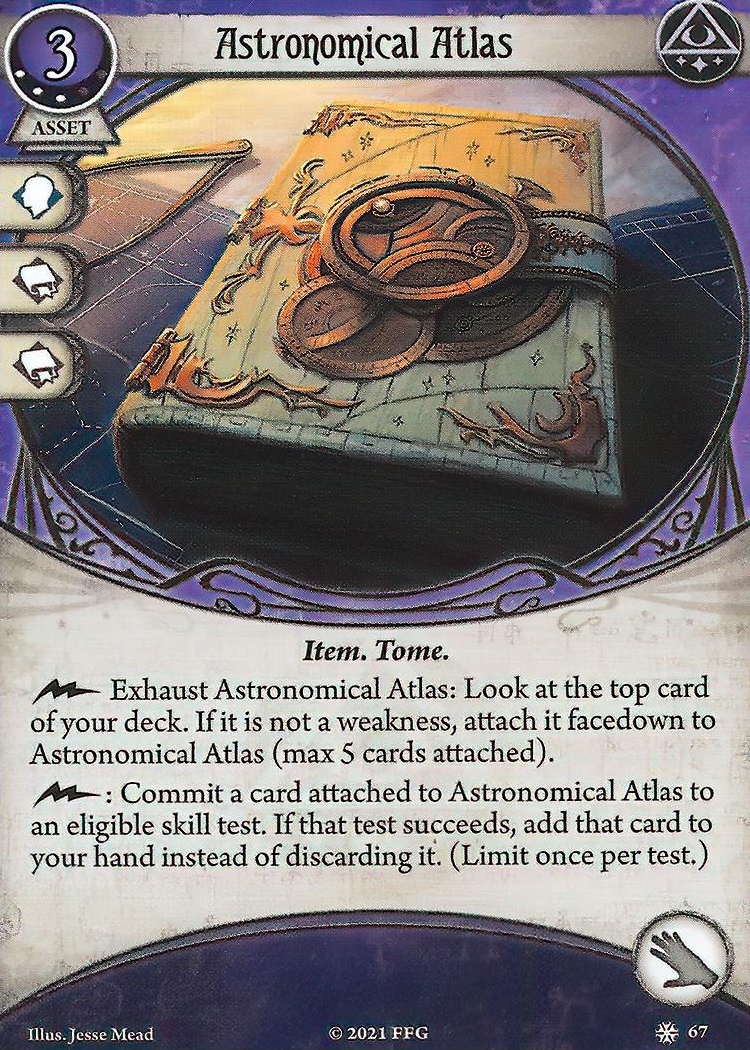 3
Astronomical Atlas
ASSET
Item. Tome.
Exhaust Astronomical Atlas: Look at the top card
of your deck. If it is not a weakness, attach it facedown to
Astronomical Atlas (max 5 cards attached).
: Commit a card attached to Astronomical Atlas to
an eligible skill test. If that test succeeds, add that card to
your hand instead of discarding it. (Limit once per test.)
Illus. Jesse Mead
© 2021 FFG
67